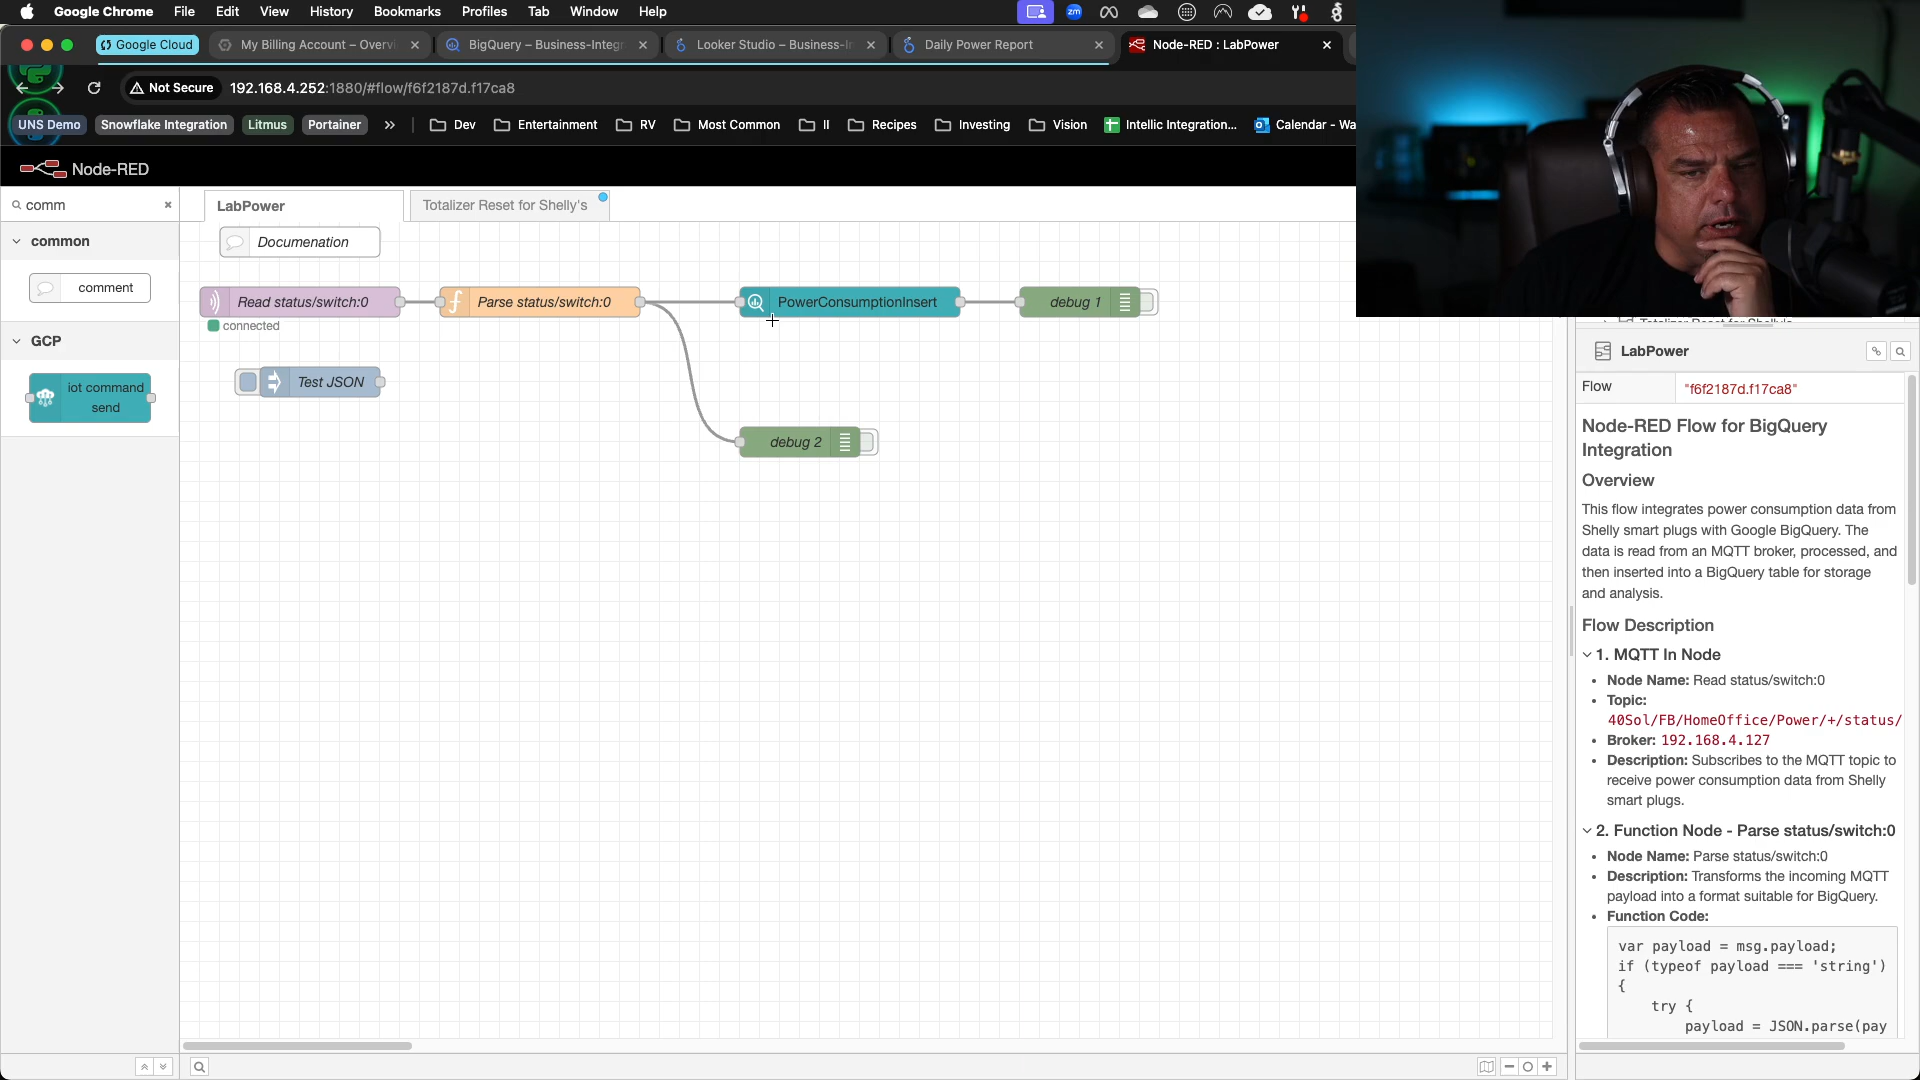 Google Chrome File Edit View History Bookmarks Profiles Tab Window Help
zm
Google Cloud
My Billing Account – Overvi
BigQuery – Business-Integr
Looker Studio – Business-Ir
Daily Power Report
Node-RED : LabPower
Not Secure 192.168.4.252:1880/#flow/f6f2187d.f17ca8
UNS Demo Snowflake Integration Litmus Portainer » Dev Entertainment RV Most Common II Recipes Investing Vision Intellic Integration... Calendar - Wa
Node-RED
comm
LabPower
Totalizer Reset for Shelly's
common
comment
GCP
iot command
send
Documenation
Read status/switch:0
connected
Parse status/switch:0
PowerConsumptionInsert
debug 1
Test JSON
debug 2
LabPower
Flow "f6f2187d.f17ca8"
Node-RED Flow for BigQuery
Integration
Overview
This flow integrates power consumption data from
Shelly smart plugs with Google BigQuery. The
data is read from an MQTT broker, processed, and
then inserted into a BigQuery table for storage
and analysis.
Flow Description
1. MQTT In Node
• Node Name: Read status/switch:0
• Topic:
40Sol/FB/HomeOffice/Power/+/status/
• Broker: 192.168.4.127
• Description: Subscribes to the MQTT topic to
receive power consumption data from Shelly
smart plugs.
2. Function Node - Parse status/switch:0
• Node Name: Parse status/switch:0
• Description: Transforms the incoming MQTT
payload into a format suitable for BigQuery.
• Function Code:
var payload = msg.payload;
if (typeof payload === 'string')
{
try {
payload = JSON.parse(pay